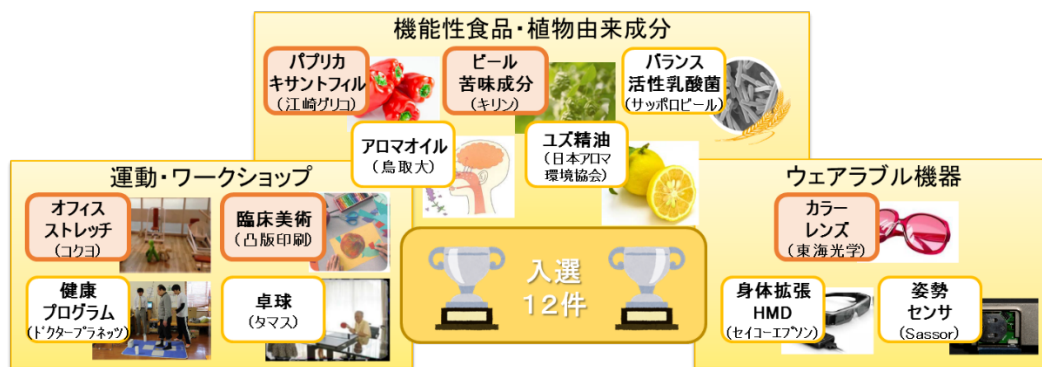 機能性食品・植物由来成分
パプリカ
キサントフィル
(江崎グリコ)
ビール
苦味成分
(キリン)
バランス
活性乳酸菌
(サッポロビール)
アロマオイル
(鳥取大)
ユズ精油
(日本アロマ
環境協会)
運動・ワークショップ
オフィス
ストレッチ
(コクヨ)
臨床美術
(凸版印刷)
健康
プログラム
(ドクタープラネッツ)
卓球
(タマス)
入選
12件
ウェアラブル機器
カラー
レンズ
(東海光学)
身体拡張
HMD
(セイコーエプソン)
姿勢
センサ
(Sassor)